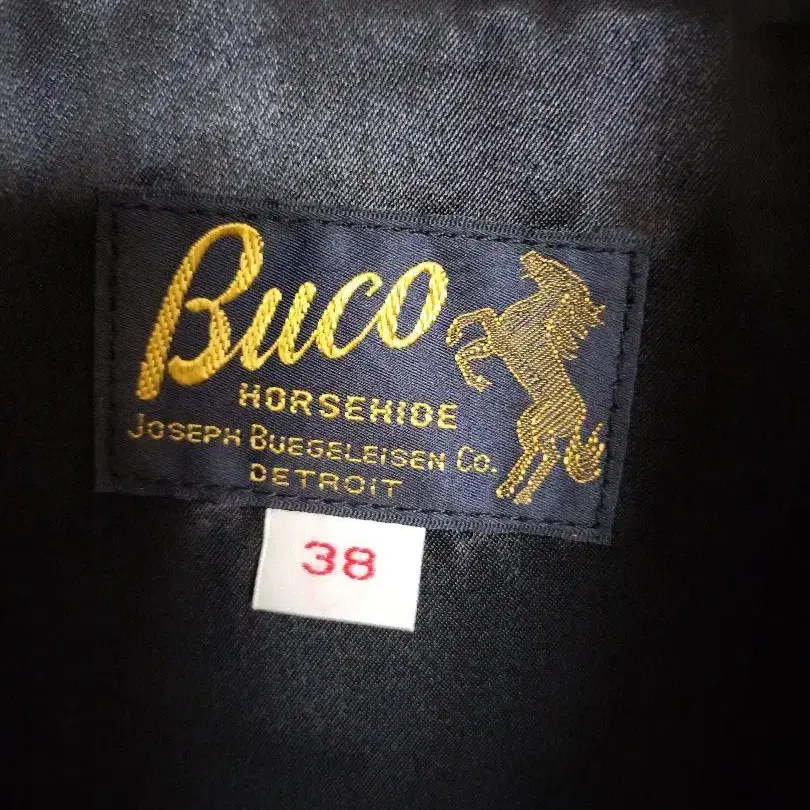 Buco
HORSEHIDE
JOSEPH BUEGELEISEN CO.
DETROIT
38